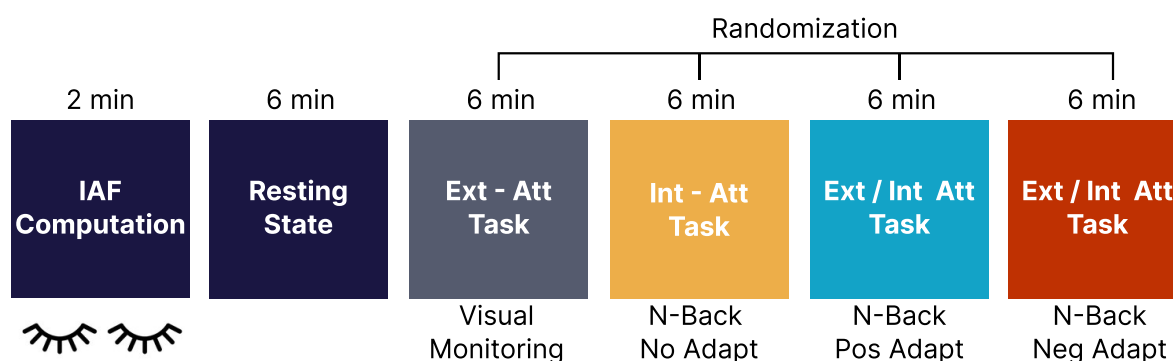 Randomization
2 min
6 min
6 min
6 min
6 min
6 min
IAF
Computation
Resting
State
Ext - Att
Task
Int - Att
Task
Ext / Int Att
Task
Ext / Int Att
Task
Visual
Monitoring
N-Back
No Adapt
N-Back
Pos Adapt
N-Back
Neg Adapt